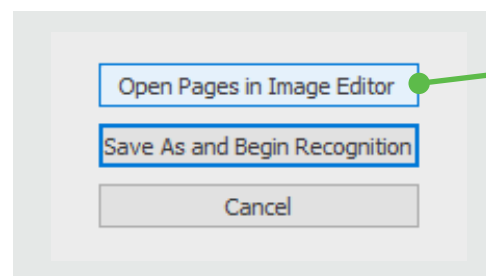 Open Pages in Image Editor
Save As and Begin Recognition
Cancel